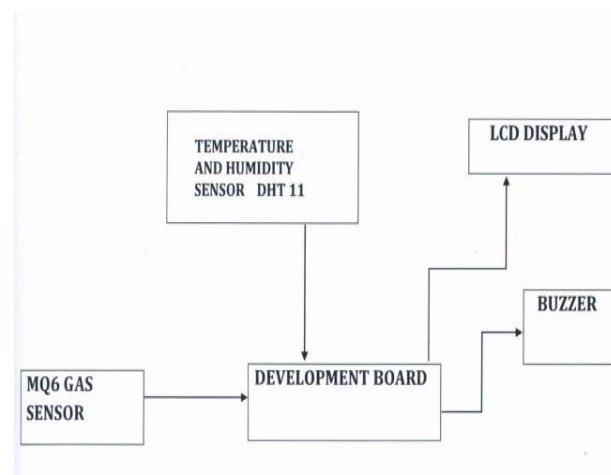 TEMPERATURE
AND HUMIDITY
SENSOR DHT 11
LCD DISPLAY
BUZZER
DEVELOPMENT BOARD
MQ6 GAS
SENSOR